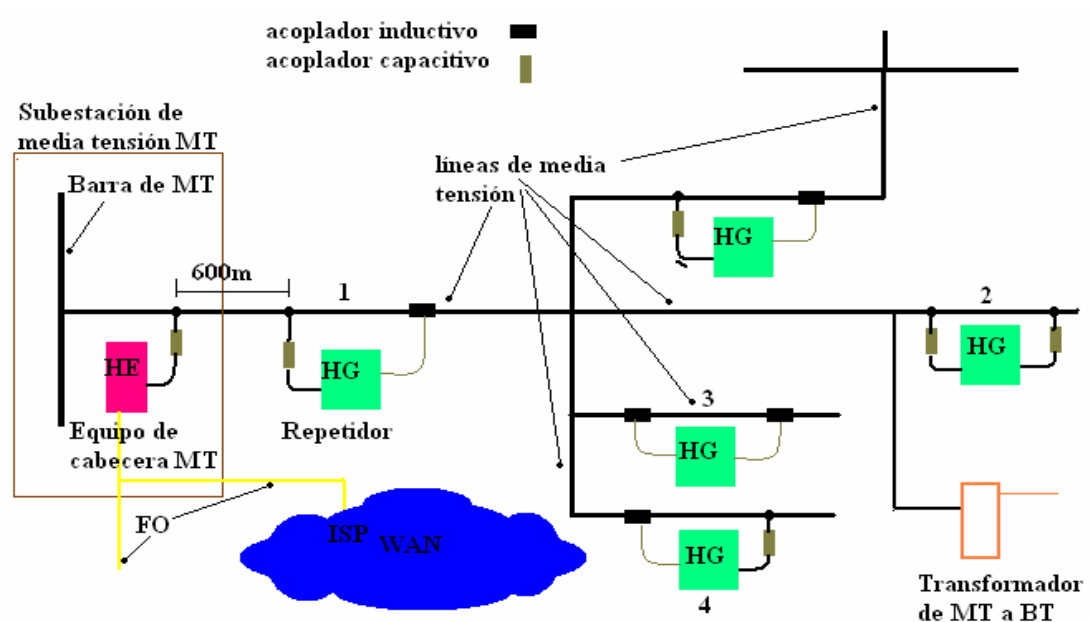 acoplador inductivo
acoplador capacitivo
Subestación de
media tensión MT
Barra de MT
líneas de media
tensión
HG
600m
1
2
HE
HG
HG
3
Equipo de
cabecera MT
Repetidor
HG
FO
ISP WAN
HG
4
Transformador
de MT a BT